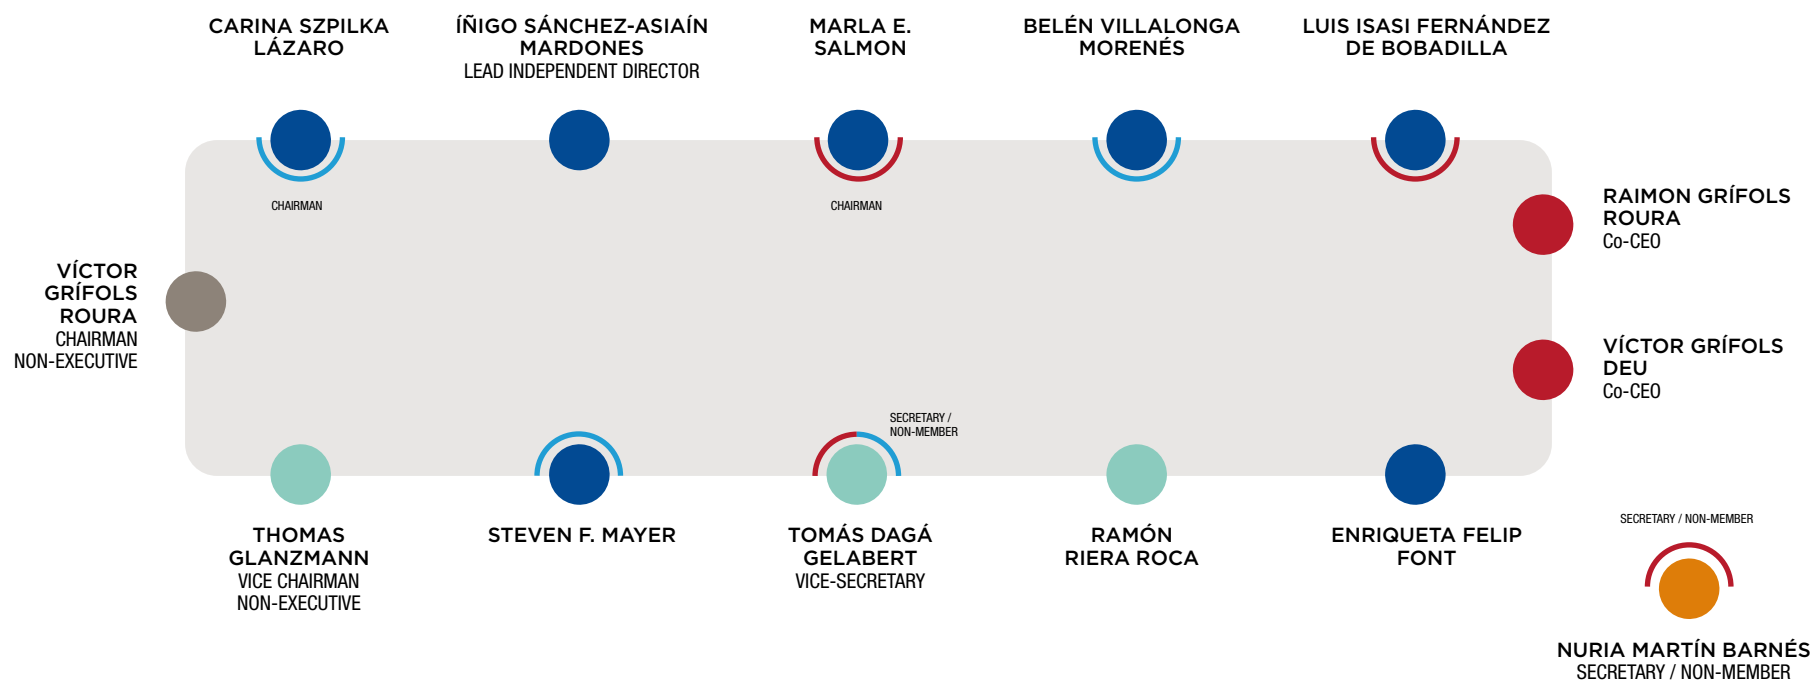 CARINA SZPILKA
LÁZARO
ÍÑIGO SÁNCHEZ-ASIAÍN
MARDONES
LEAD INDEPENDENT DIRECTOR
MARLA E.
SALMON
BELÉN VILLALONGA
MORENÉS
LUIS ISASI FERNÁNDEZ
DE BOBADILLA
CHAIRMAN
CHAIRMAN
RAIMON GRÍFOLS
ROURA
Co-CEO
VÍCTOR
GRÍFOLS
ROURA
CHAIRMAN
NON-EXECUTIVE
VÍCTOR GRÍFOLS
DEU
Co-CEO
SECRETARY /
NON-MEMBER
THOMAS
GLANZMANN
VICE CHAIRMAN
NON-EXECUTIVE
STEVEN F. MAYER
TOMÁS DAGÁ
GELABERT
VICE-SECRETARY
RAMÓN
RIERA ROCA
ENRIQUETA FELIP
FONT
SECRETARY / NON-MEMBER
NURIA MARTÍN BARNÉS
SECRETARY / NON-MEMBER